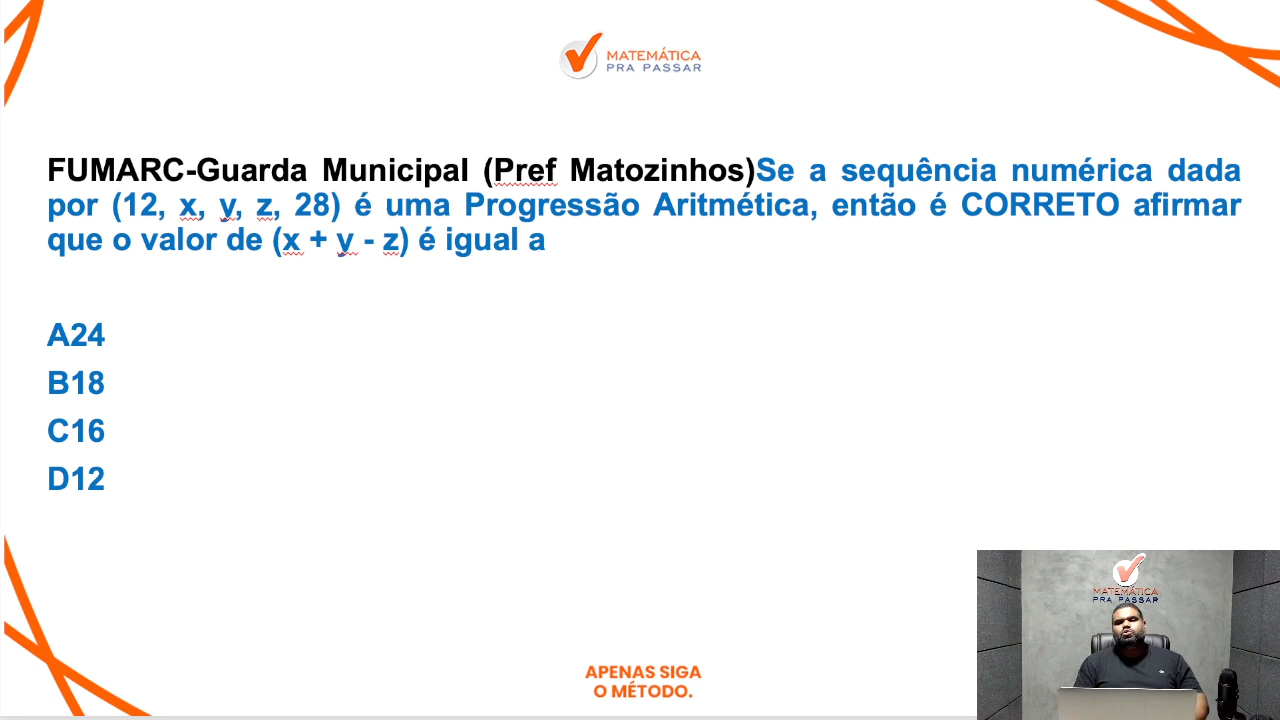 MATEMÁTICA
PRA PASSAR
FUMARC-Guarda Municipal (Pref Matozinhos)Se a sequência numérica dada
por (12, x, y, z, 28) é uma Progressão Aritmética, então é CORRETO afirmar
que o valor de (x + y - z) é igual a
A24
B18
C16
D12
MATEMÁTICA
PRA PASSAR
APENAS SIGA
O MÉTODO.